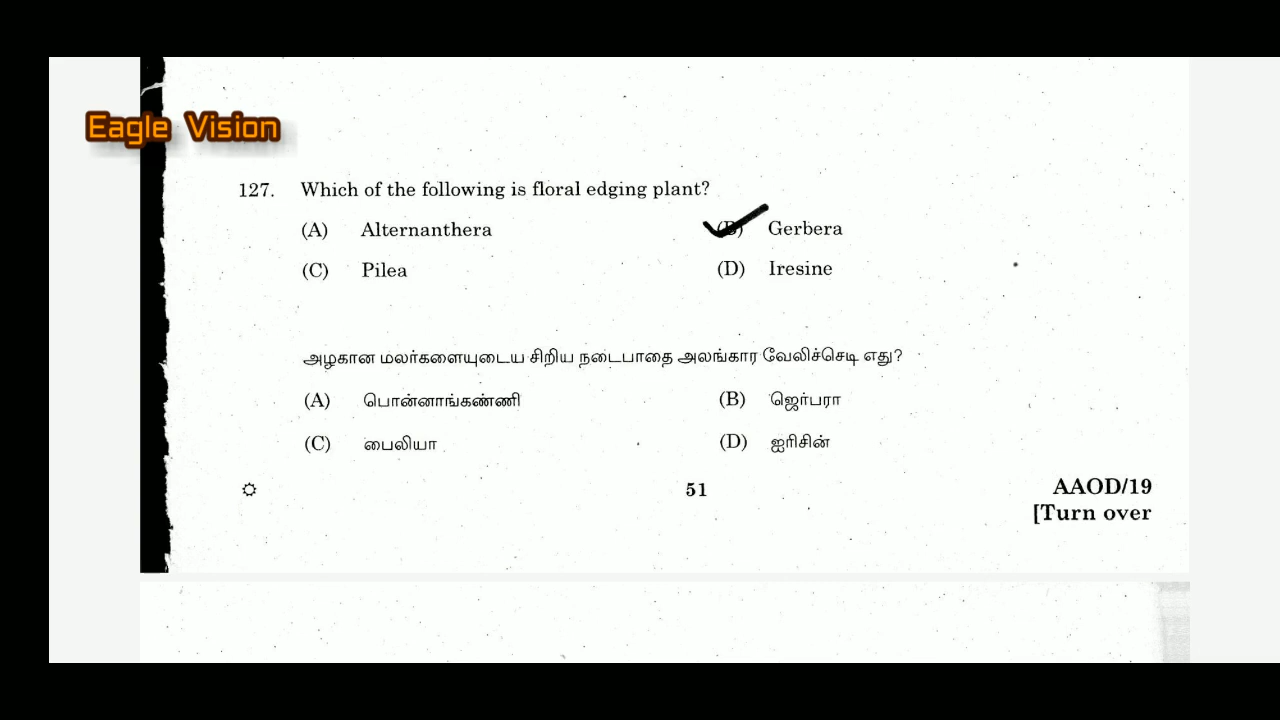 Eagle Vision
127. Which of the following is floral edging plant?
(A) Alternanthera (B) Gerbera
(C) Pilea (D) Iresine
அழகான மலர்களையுடைய சிறிய நடைபாதை அலங்கார வேலிச்செடி எது?
(A) பொன்னாங்கண்ணி (B) ஜெர்பரா
(C) பைலியா (D) ஐரிசின்
51 AAOD/19
[Turn over